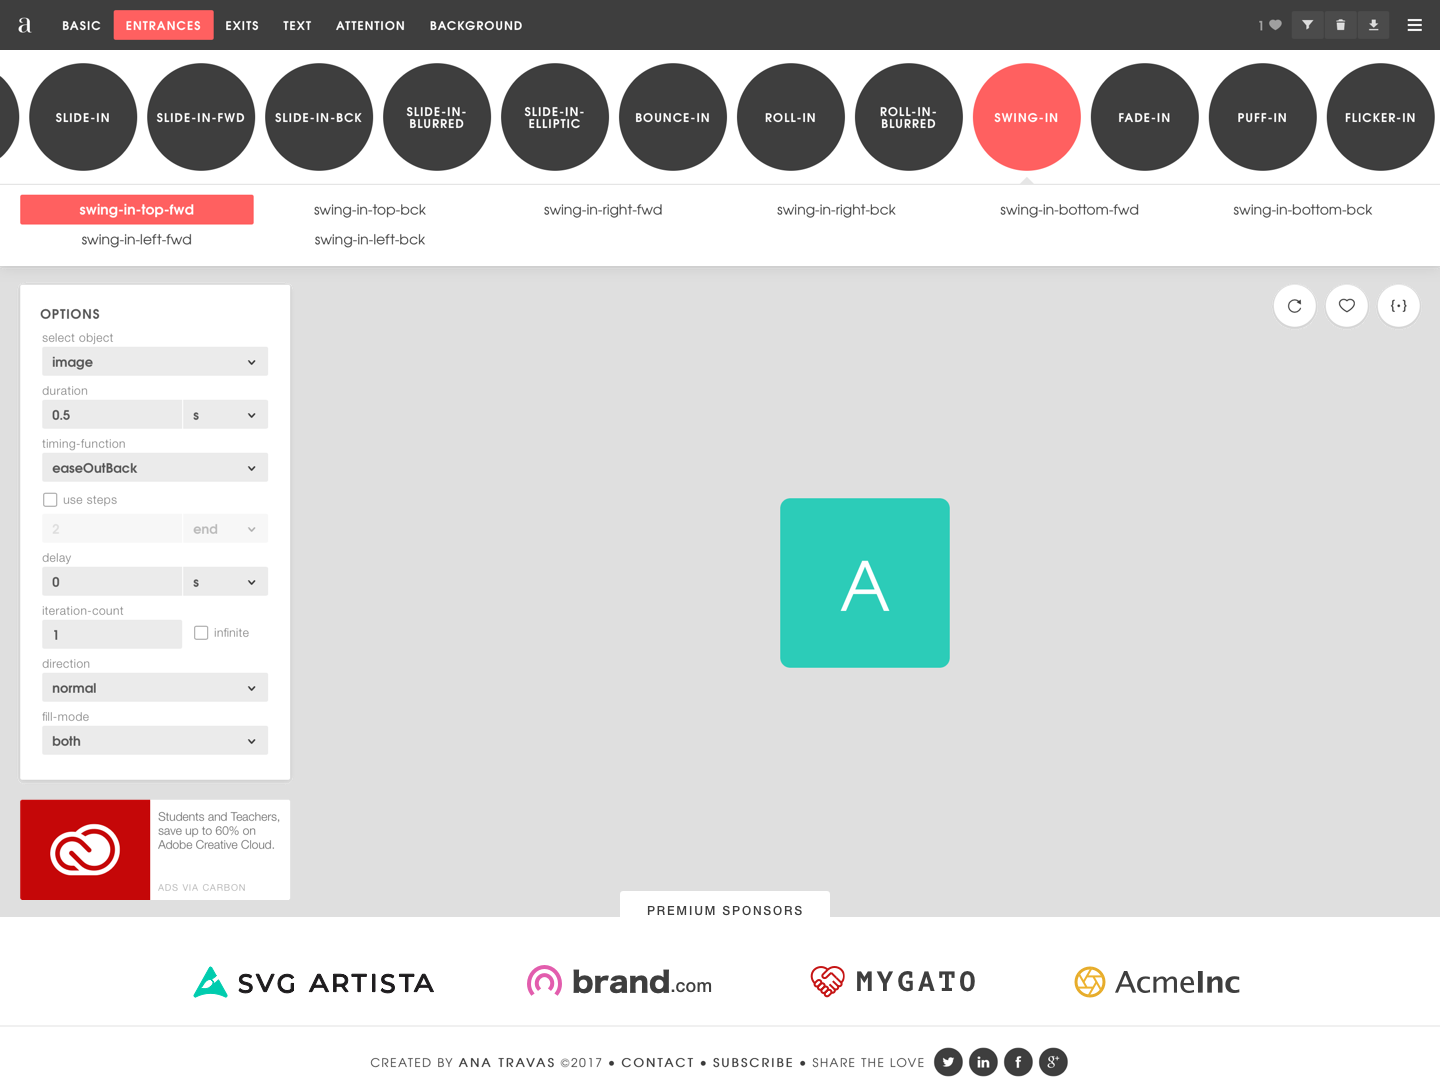 a BASIC ENTRANCES EXITS TEXT ATTENTION BACKGROUND 1
SLIDE-IN SLIDE-IN-FWD SLIDE-IN-BCK SLIDE-IN-BLURRED SLIDE-IN-ELLIPTIC BOUNCE-IN ROLL-IN ROLL-IN-BLURRED SWING-IN FADE-IN PUFF-IN FLICKER-IN
swing-in-top-fwd swing-in-top-bck swing-in-right-fwd swing-in-right-bck swing-in-bottom-fwd swing-in-bottom-bck
swing-in-left-fwd swing-in-left-bck
{·}
OPTIONS
select object
image
duration
0.5 s
timing-function
easeOutBack
use steps
2 end
delay
0 s
iteration-count
1 infinite
direction
normal
fill-mode
both
A
Students and Teachers,
save up to 60% on
Adobe Creative Cloud.
ADS VIA CARBON
PREMIUM SPONSORS
SVG ARTISTA brand.com MYGATO AcmeInc
CREATED BY ANA TRAVAS ©2017 • CONTACT • SUBSCRIBE • SHARE THE LOVE in f g+